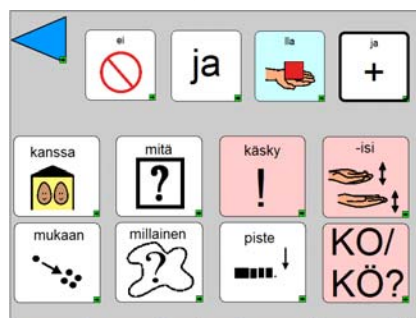 ei
ja
lla
ja
+
kanssa
mitä
?
käsky
!
-isi
mukaan
millainen
?
piste
KO/
KÖ?